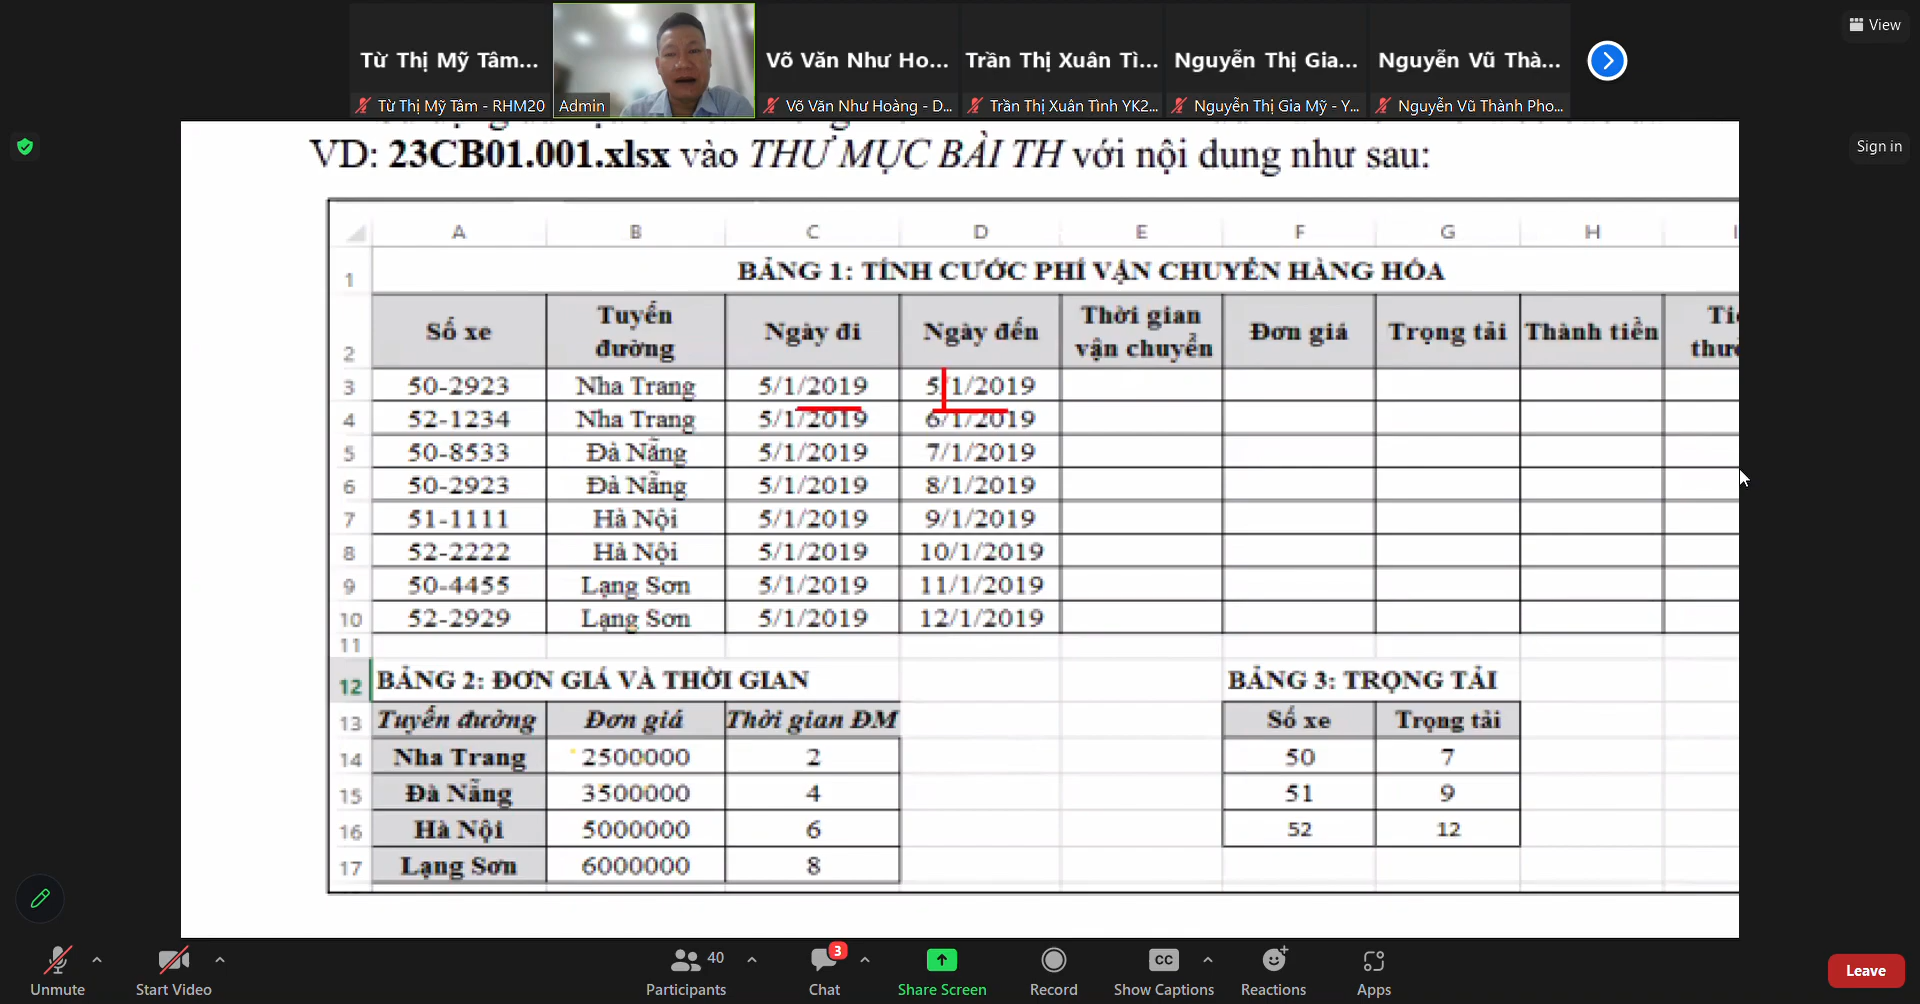 View
Từ Thị Mỹ Tâm...
Võ Văn Như Ho...
Trần Thị Xuân Tì...
Nguyễn Thị Gia...
Nguyễn Vũ Thà...
Từ Thị Mỹ Tâm - RHM20
Admin
Võ Văn Như Hoàng - D...
Trần Thị Xuân Tình YK2...
Nguyễn Thị Gia Mỹ - Y...
Nguyễn Vũ Thành Pho...
Sign in
VD: 23CB01.001.xlsx vào THƯ MỤC BÀI TH với nội dung như sau:
A B C D E F G H I
1 BẢNG 1: TÍNH CƯỚC PHÍ VẬN CHUYỂN HÀNG HÓA
2 Số xe Tuyến đường Ngày đi Ngày đến Thời gian vận chuyển Đơn giá Trọng tải Thành tiền
3 50-2923 Nha Trang 5/1/2019 5/1/2019
4 52-1234 Nha Trang 5/1/2019 6/1/2019
5 50-8533 Đà Nẵng 5/1/2019 7/1/2019
6 50-2923 Đà Nẵng 5/1/2019 8/1/2019
7 51-1111 Hà Nội 5/1/2019 9/1/2019
8 52-2222 Hà Nội 5/1/2019 10/1/2019
9 50-4455 Lạng Sơn 5/1/2019 11/1/2019
10 52-2929 Lạng Sơn 5/1/2019 12/1/2019
11
12 BẢNG 2: ĐƠN GIÁ VÀ THỜI GIAN BẢNG 3: TRỌNG TẢI
13 Tuyến đường Đơn giá Thời gian ĐM Số xe Trọng tải
14 Nha Trang 2500000 2 50 7
15 Đà Nẵng 3500000 4 51 9
16 Hà Nội 5000000 6 52 12
17 Lạng Sơn 6000000 8
Unmute
Start Video
40
Participants
3
Chat
Share Screen
Record
CC
Show Captions
Reactions
Apps
Leave